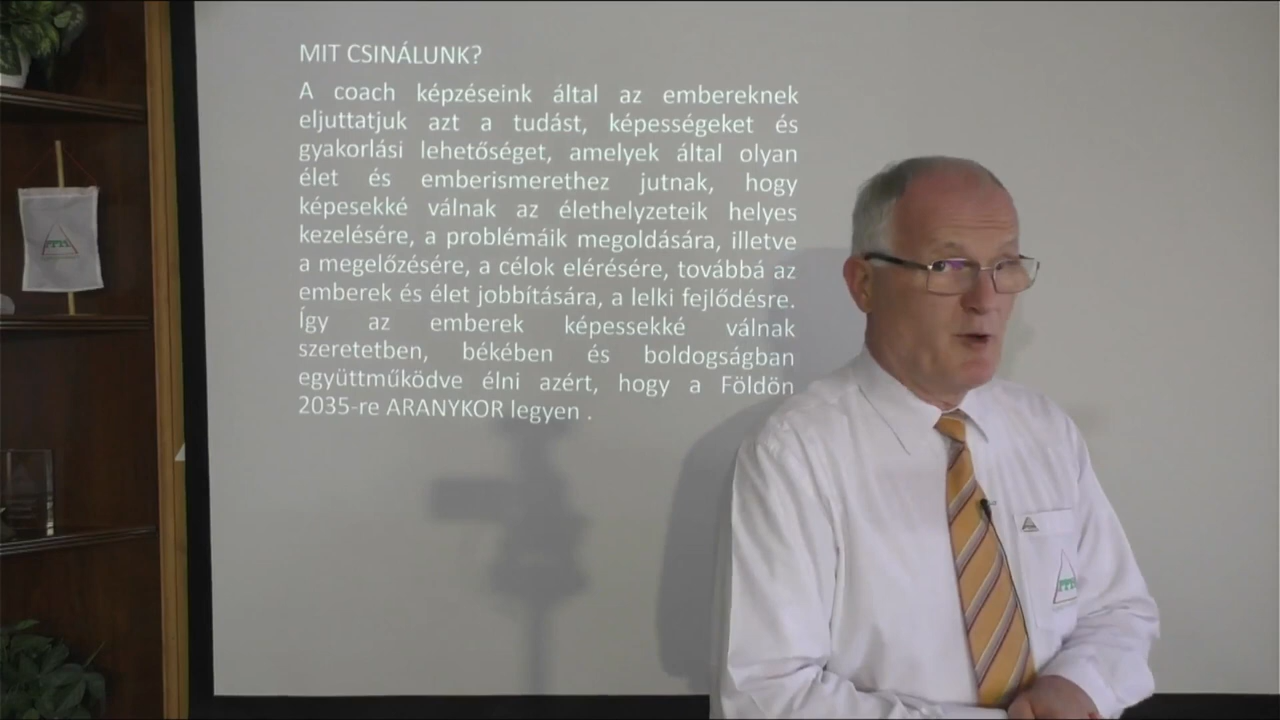 MIT CSINÁLUNK?
A coach képzéseink által az embereknek
eljuttatjuk azt a tudást, képességeket és
gyakorlási lehetőséget, amelyek által olyan
élet és emberismerethez jutnak, hogy
képesekké válnak az élethelyzeteik helyes
kezelésére, a problémáik megoldására, illetve
a megelőzésére, a célok elérésére, továbbá az
emberek és élet jobbítására, a lelki fejlődésre.
Így az emberek képessekké válnak
szeretetben, békében és boldogságban
együttműködve élni azért, hogy a Földön
2035-re ARANYKOR legyen .